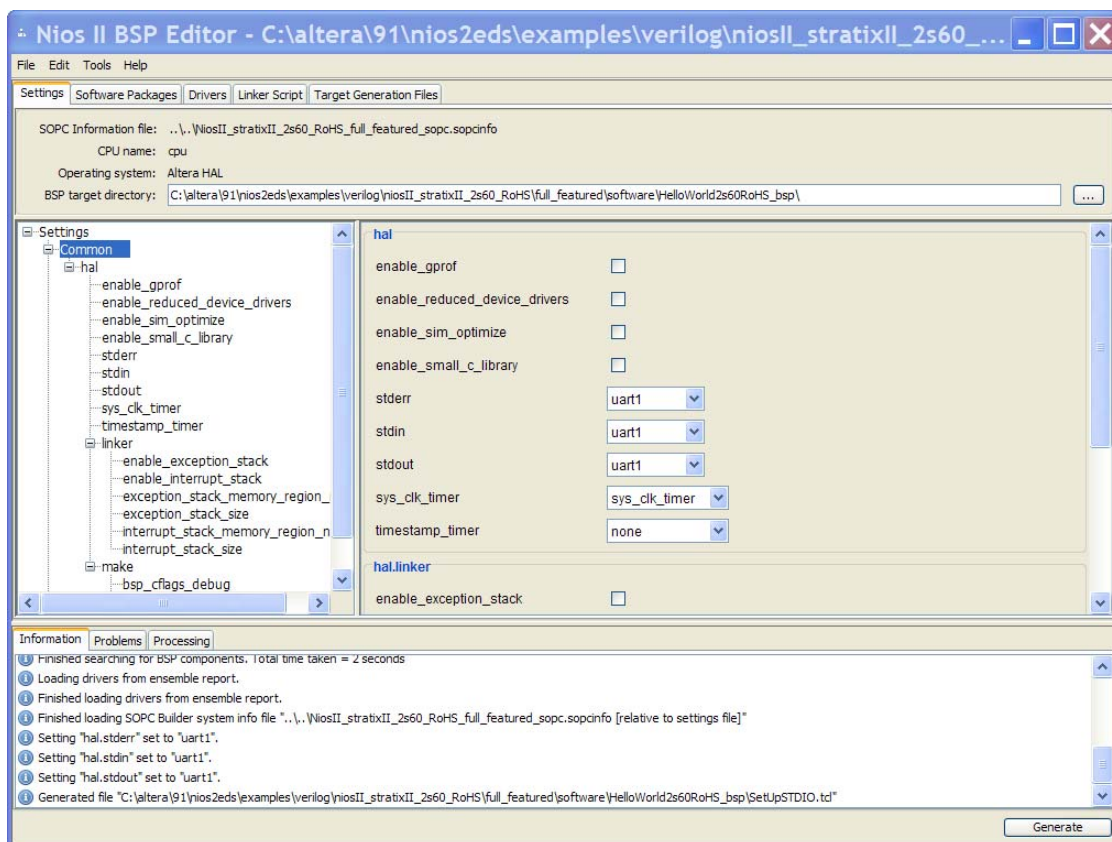 Nios II BSP Editor - C:\altera\91\nios2eds\examples\verilog\niosII_stratixII_2s60_...
File Edit Tools Help
Settings Software Packages Drivers Linker Script Target Generation Files
SOPC Information file: ..\..\NiosII_stratixII_2s60_RoHS_full_featured_sopc.sopcinfo
CPU name: cpu
Operating system: Altera HAL
BSP target directory: C:\altera\91\nios2eds\examples\verilog\niosII_stratixII_2s60_RoHS\full_featured\software\HelloWorld2s60RoHS_bsp\ ...
Settings
Common
hal
enable_gprof
enable_reduced_device_drivers
enable_sim_optimize
enable_small_c_library
stderr
stdin
stdout
sys_clk_timer
timestamp_timer
linker
enable_exception_stack
enable_interrupt_stack
exception_stack_memory_region_
exception_stack_size
interrupt_stack_memory_region_n
interrupt_stack_size
make
bsp_cflags_debug
hal
enable_gprof
enable_reduced_device_drivers
enable_sim_optimize
enable_small_c_library
stderr uart1
stdin uart1
stdout uart1
sys_clk_timer sys_clk_timer
timestamp_timer none
hal.linker
enable_exception_stack
Information Problems Processing
Finished searching for BSP components. Total time taken = 2 seconds
Loading drivers from ensemble report.
Finished loading drivers from ensemble report.
Finished loading SOPC Builder system info file "..\..\NiosII_stratixII_2s60_RoHS_full_featured_sopc.sopcinfo [relative to settings file]"
Setting "hal.stderr" set to "uart1".
Setting "hal.stdin" set to "uart1".
Setting "hal.stdout" set to "uart1".
Generated file "C:\altera\91\nios2eds\examples\verilog\niosII_stratixII_2s60_RoHS\full_featured\software\HelloWorld2s60RoHS_bsp\SetUpSTDIO.tcl"
Generate